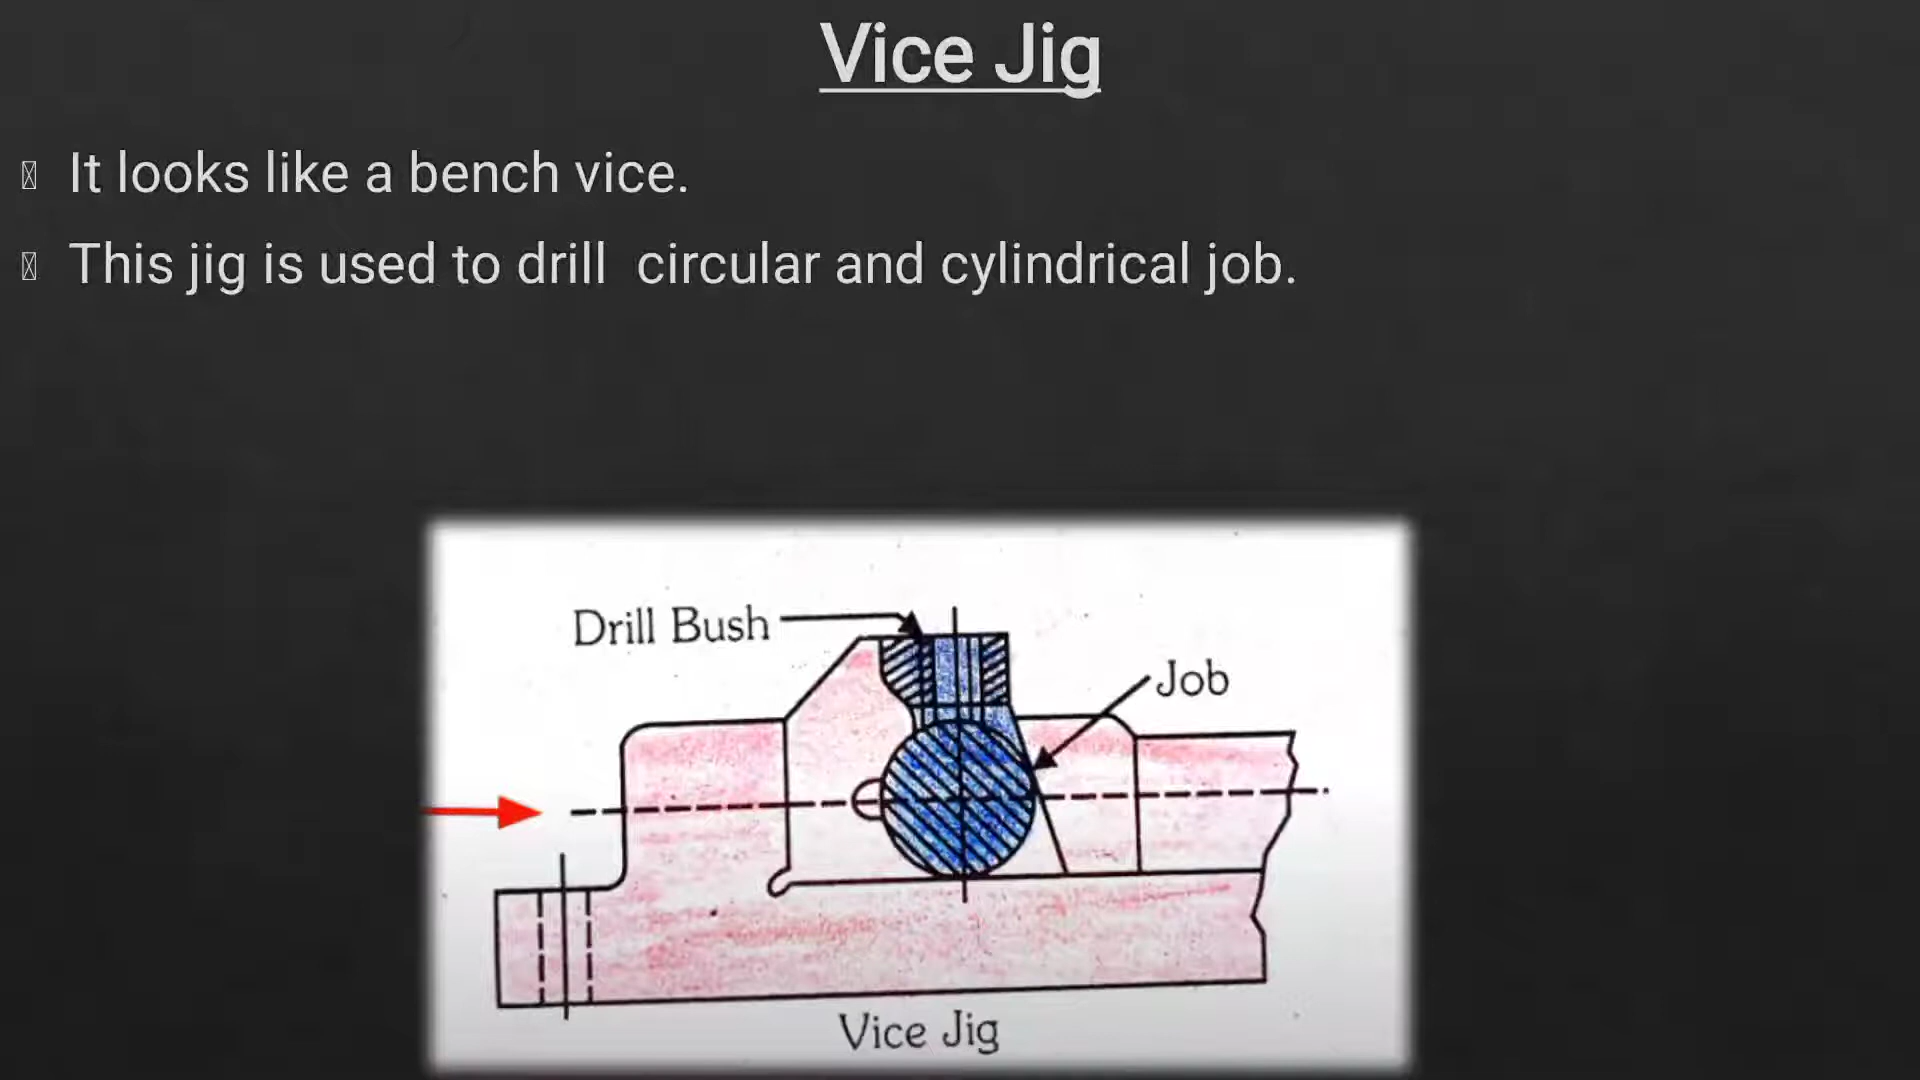 Vice Jig
It looks like a bench vice.
This jig is used to drill  circular and cylindrical job.
Drill Bush
Job
Vice Jig